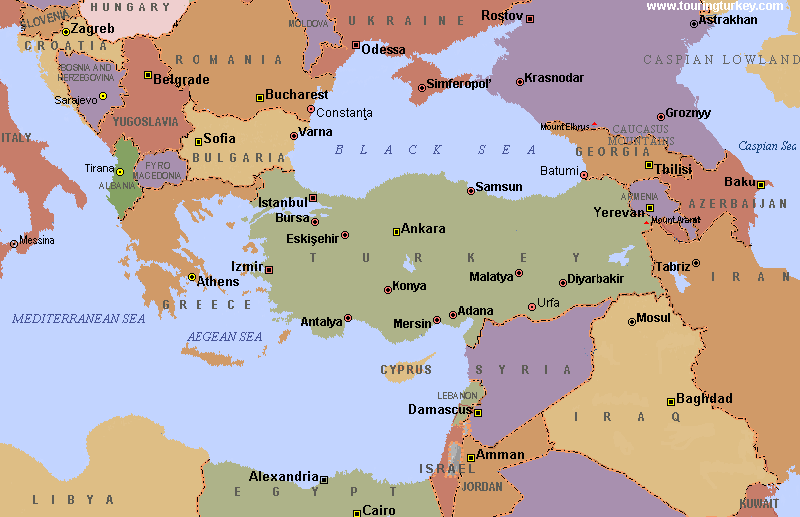 www.touringturkey.com
HUNGARY
SLOVENIA
Zagreb
CROATIA
MOLDOVA
UKRAINE
Rostov
Astrakhan
Odessa
ROMANIA
CASPIAN LOWLAND
BOSNIA AND
HERZEGOVINA
Belgrade
Simferopol'
Krasnodar
Sarajevo
Bucharest
Constanţa
Groznyy
YUGOSLAVIA
Varna
Mount Elbrus
CAUCASUS
MOUNTAINS
ITALY
Sofia
BULGARIA
BLACK SEA
GEORGIA
Caspian Sea
Tirana
FYRO
MACEDONIA
ALBANIA
Batumi
Tbilisi
Samsun
Baku
Istanbul
ARMENIA
AZERBAIJAN
Bursa
Yerevan
Mount Ararat
Ankara
Eskişehir
Messina
TURKEY
Izmir
Tabriz
IRAN
Athens
Malatya
Diyarbakir
Konya
GREECE
Urfa
MEDITERRANEAN SEA
Antalya
Mersin
Adana
Mosul
AEGEAN SEA
CYPRUS
SYRIA
LEBANON
Baghdad
Damascus
IRAQ
Amman
ISRAEL
Alexandria
JORDAN
LIBYA
EGYPT
KUWAIT
Cairo